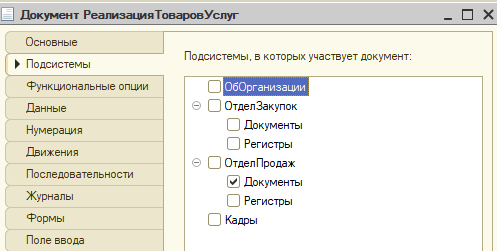 Документ РеализацияТоваровУслуг
Основные
Подсистемы
Функциональные опции
Данные
Нумерация
Движения
Последовательности
Журналы
Формы
Поле ввода
Подсистемы, в которых участвует документ:
ОбОрганизации
ОтделЗакупок
Документы
Регистры
ОтделПродаж
Документы
Регистры
Кадры